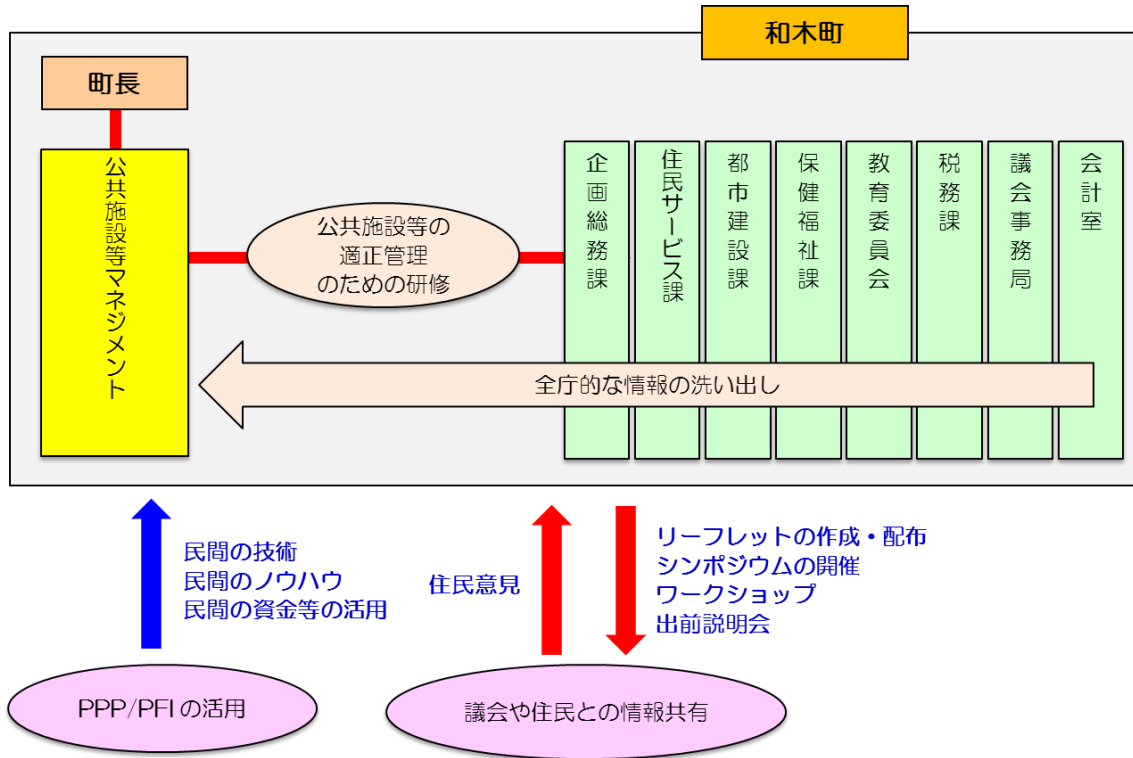 和木町
町長
公共施設等マネジメント
公共施設等の
適正管理
のための研修
企画総務課
住民サービス課
都市建設課
保健福祉課
教育委員会
税務課
議会事務局
会計室
全庁的な情報の洗い出し
民間の技術
民間のノウハウ
民間の資金等の活用
住民意見
リーフレットの作成・配布
シンポジウムの開催
ワークショップ
出前説明会
PPP/PFIの活用
議会や住民との情報共有